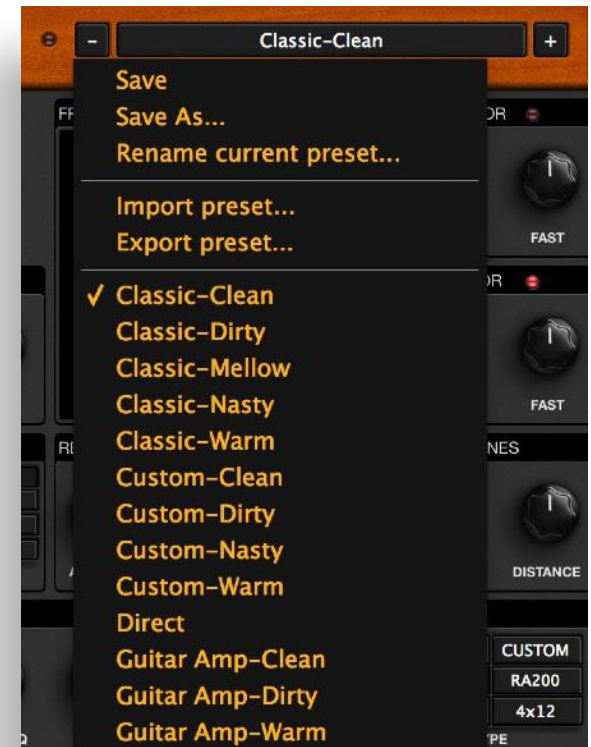 - Classic-Clean +
Save
Save As...
Rename current preset...
Import preset...
Export preset...
FAST
✓ Classic-Clean
Classic-Dirty
Classic-Mellow
Classic-Nasty
FAST
Classic-Warm
Custom-Clean
Custom-Dirty
Custom-Nasty
DISTANCE
Custom-Warm
Direct
Guitar Amp-Clean
CUSTOM
Guitar Amp-Dirty
RA200
Guitar Amp-Warm
4x12